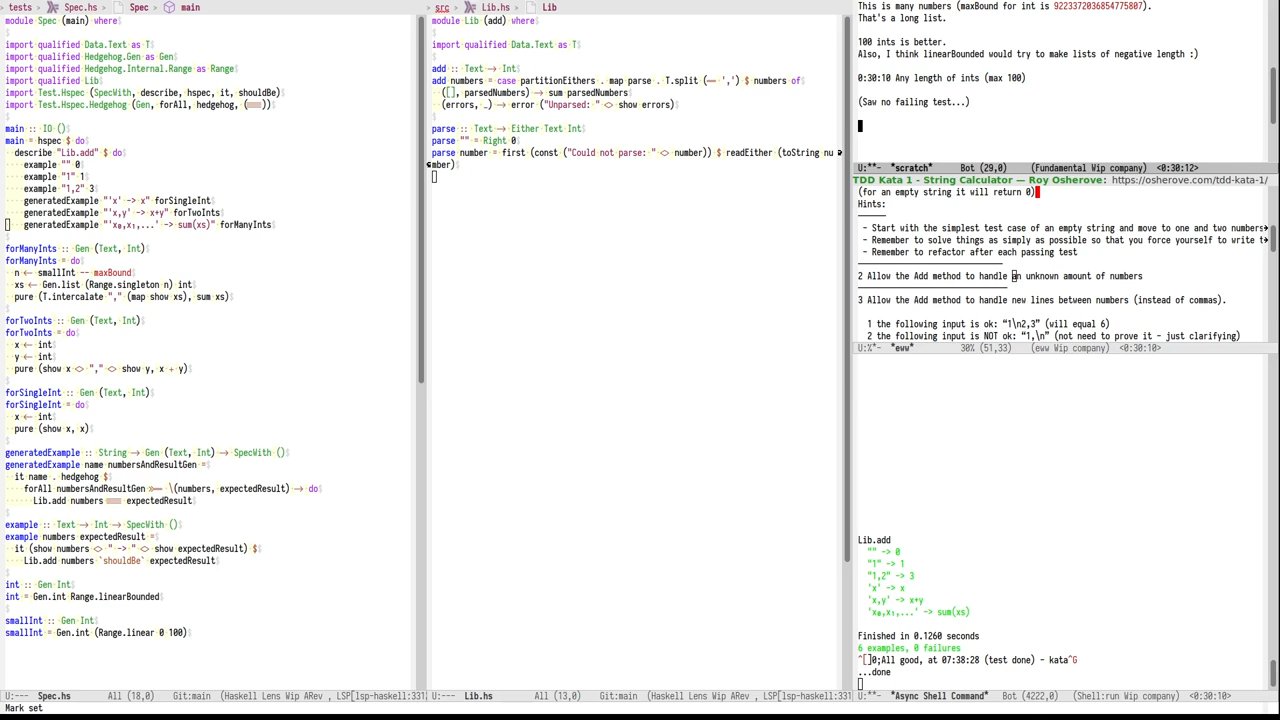 tests > Spec.hs > Spec > main
module Spec (main) where$
$
import qualified Data.Text as T$
import qualified Hedgehog.Gen as Gen$
import qualified Hedgehog.Internal.Range as Range$
import qualified Lib$
import Test.Hspec (SpecWith, describe, hspec, it, shouldBe)$
import Test.Hspec.Hedgehog (Gen, forAll, hedgehog, (===))$
$
main :: IO ()$
main = hspec $ do$
describe "Lib.add" $ do$
example "" 0$
example "1" 1$
example "1,2" 3$
generatedExample "'x' -> x" forSingleInt$
generatedExample "'x,y' -> x+y" forTwoInts$
generatedExample "'x₀,x₁,...' -> sum(xs)" forManyInts$
$
forManyInts :: Gen (Text, Int)$
forManyInts = do$
n <- smallInt -- maxBound$
xs <- Gen.list (Range.singleton n) int$
pure (T.intercalate "," (map show xs), sum xs)$
$
forTwoInts :: Gen (Text, Int)$
forTwoInts = do$
x <- int$
y <- int$
pure (show x <> "," <> show y, x + y)$
$
forSingleInt :: Gen (Text, Int)$
forSingleInt = do$
x <- int$
pure (show x, x)$
$
generatedExample :: String -> Gen (Text, Int) -> SpecWith ()$
generatedExample name numbersAndResultGen =$
it name . hedgehog $$
forAll numbersAndResultGen >>= \(numbers, expectedResult) -> do$
Lib.add numbers === expectedResult$
$
example :: Text -> Int -> SpecWith ()$
example numbers expectedResult =$
it (show numbers <> " -> " <> show expectedResult) $$
Lib.add numbers `shouldBe` expectedResult$
$
int :: Gen Int$
int = Gen.int Range.linearBounded$
$
smallInt :: Gen Int$
smallInt = Gen.int (Range.linear 0 100)$
U:--- Spec.hs All (18,0) Git:main (Haskell Lens Wip ARev , LSP[lsp-haskell:331
Mark set
src > Lib.hs > Lib
module Lib (add) where$
$
import qualified Data.Text as T$
$
add :: Text -> Int$
add numbers = case partitionEithers . map parse . T.split (== ',') $ numbers of$
([], parsedNumbers) -> sum parsedNumbers$
(errors, _) -> error ("Unparsed: " <> show errors)$
$
parse :: Text -> Either Text Int$
parse "" = Right 0$
parse number = first (const ("Could not parse: " <> number)) $ readEither (toString nu
mber)$
U:--- Lib.hs All (13,0) Git:main (Haskell Lens Wip ARev , LSP[lsp-haskell:331
This is many numbers (maxBound for int is 9223372036854775807).
That's a long list.
100 ints is better.
Also, I think linearBounded would try to make lists of negative length :)
0:30:10 Any length of ints (max 100)
(Saw no failing test...)
U:**- *scratch* Bot (29,0) (Fundamental Wip company) <0:30:12>
TDD Kata 1 - String Calculator — Roy Osherove: https://osherove.com/tdd-kata-1/
(for an empty string it will return 0)
Hints:
- Start with the simplest test case of an empty string and move to one and two numbers
- Remember to solve things as simply as possible so that you force yourself to write t
- Remember to refactor after each passing test
2 Allow the Add method to handle an unknown amount of numbers
3 Allow the Add method to handle new lines between numbers (instead of commas).
1 the following input is ok: “1\n2,3” (will equal 6)
2 the following input is NOT ok: “1,\n” (not need to prove it - just clarifying)
U:%*- *eww* 30% (51,33) (eww Wip company) <0:30:10>
Lib.add
"" -> 0
"1" -> 1
"1,2" -> 3
'x' -> x
'x,y' -> x+y
'x₀,x₁,...' -> sum(xs)
Finished in 0.1260 seconds
6 examples, 0 failures
^[]0;All good, at 07:38:28 (test done) - kata^G
...done
U:**- *Async Shell Command* Bot (4222,0) (Shell:run Wip company) <0:30:10>